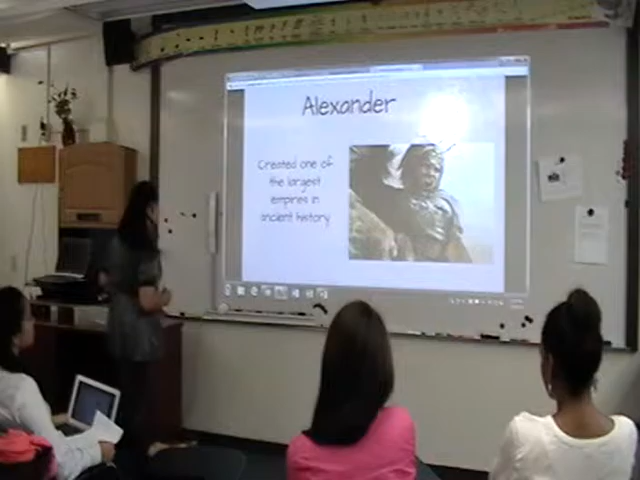 Alexander
Created one of
the largest
empires in
ancient history